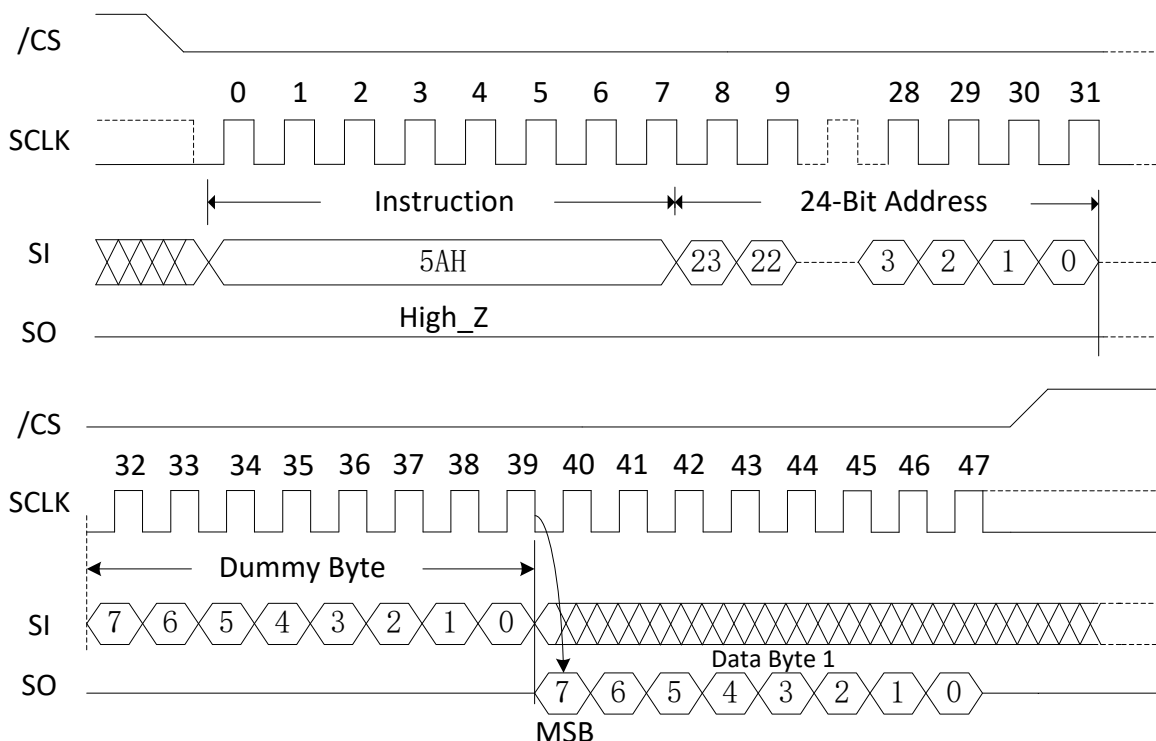 /CS
0 1 2 3 4 5 6 7 8 9 28 29 30 31
SCLK
Instruction 24-Bit Address
SI 5AH 23 22 3 2 1 0
High_Z
SO
/CS
32 33 34 35 36 37 38 39 40 41 42 43 44 45 46 47
SCLK
Dummy Byte
SI 7 6 5 4 3 2 1 0
Data Byte 1
SO 7 6 5 4 3 2 1 0
MSB